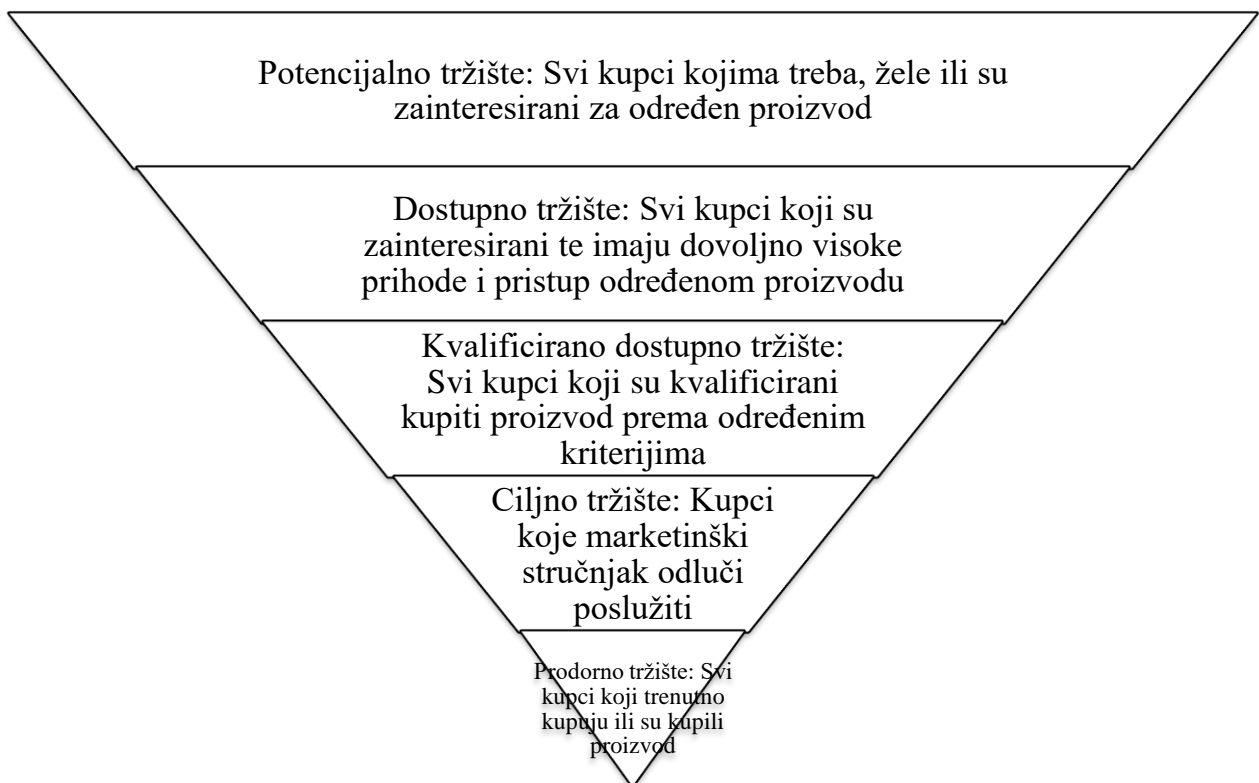 Potencijalno tržište: Svi kupci kojima treba, žele ili su
zainteresirani za određen proizvod
Dostupno tržište: Svi kupci koji su
zainteresirani te imaju dovoljno visoke
prihode i pristup određenom proizvodu
Kvalificirano dostupno tržište:
Svi kupci koji su kvalificirani
kupiti proizvod prema određenim
kriterijima
Ciljno tržište: Kupci
koje marketinški
stručnjak odluči
poslužiti
Prodorno tržište: Svi
kupci koji trenutno
kupuju ili su kupili
proizvod